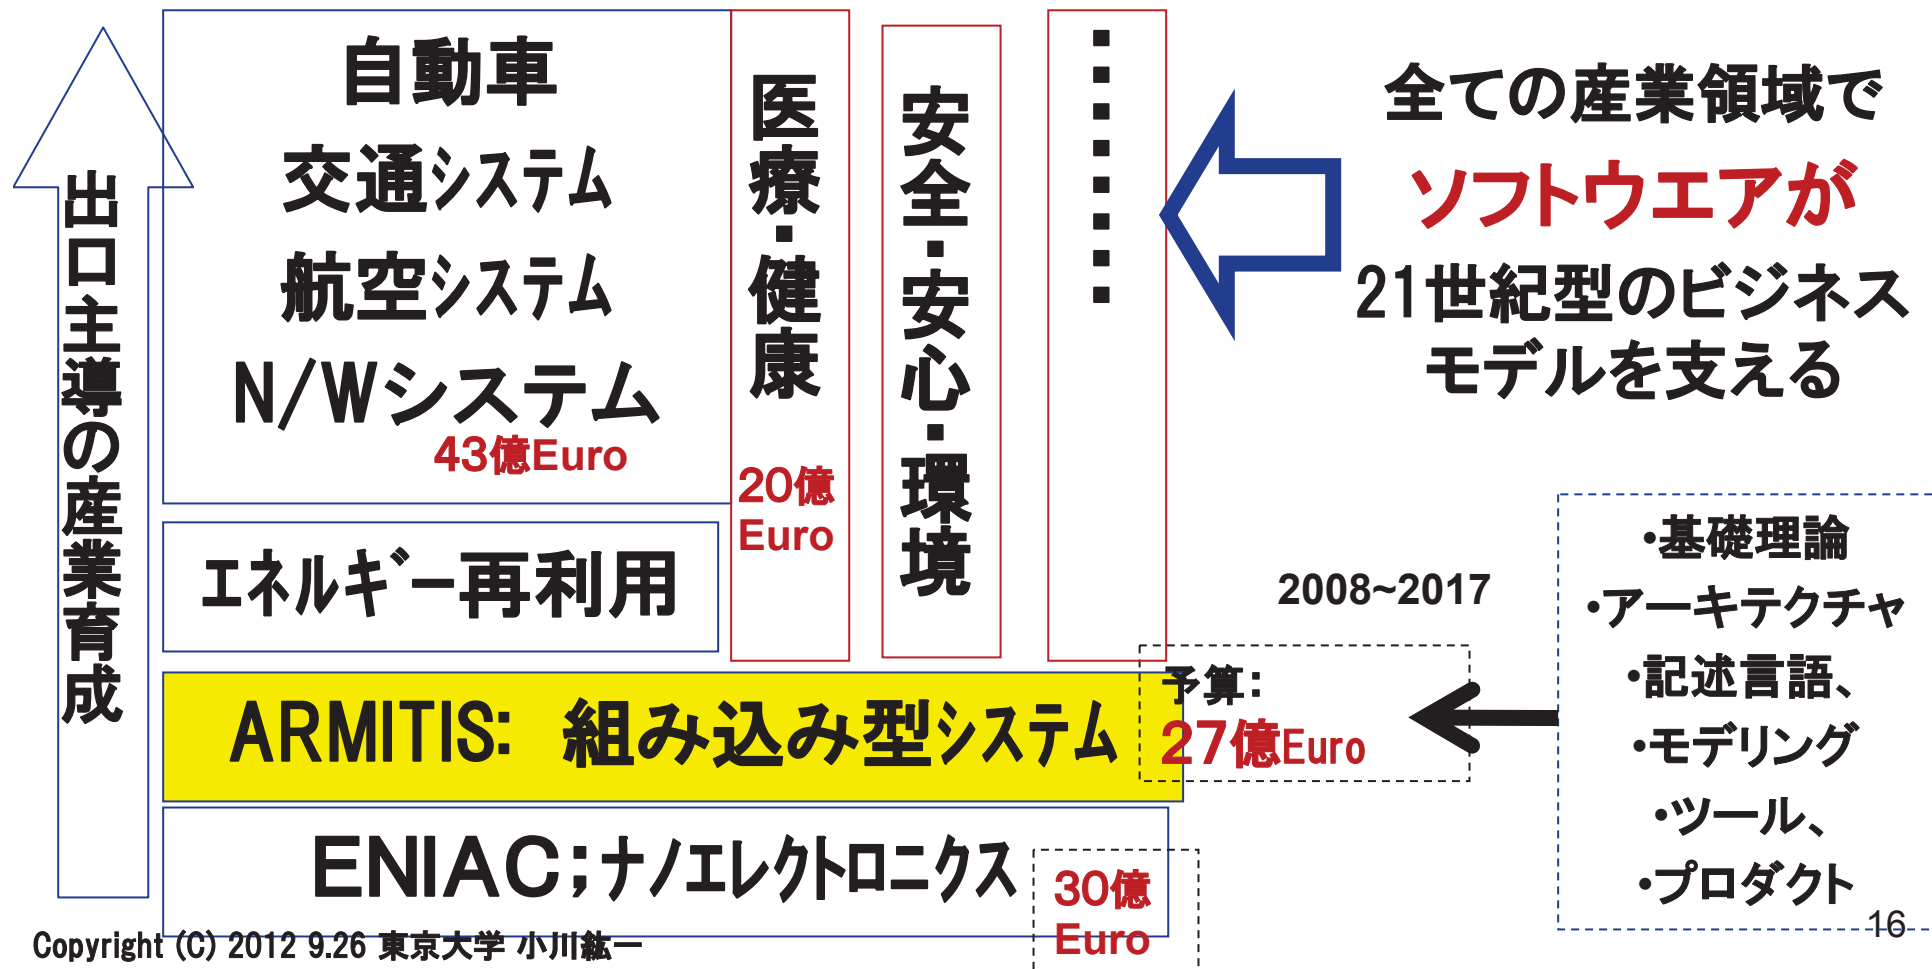 出口主導の産業育成
自動車
交通システム
航空システム
N/Wシステム
43億Euro
エネルギー再利用
医療・健康
20億
Euro
安全・安心・環境
・・・・・・・・
全ての産業領域で
ソフトウエアが
21世紀型のビジネス
モデルを支える
2008~2017
ARMITIS: 組み込み型システム
予算:
27億Euro
ENIAC;ナノエレクトロニクス
30億
Euro
・基礎理論
・アーキテクチャ
・記述言語、
・モデリング
・ツール、
・プロダクト
Copyright (C) 2012 9.26 東京大学 小川紘一
16